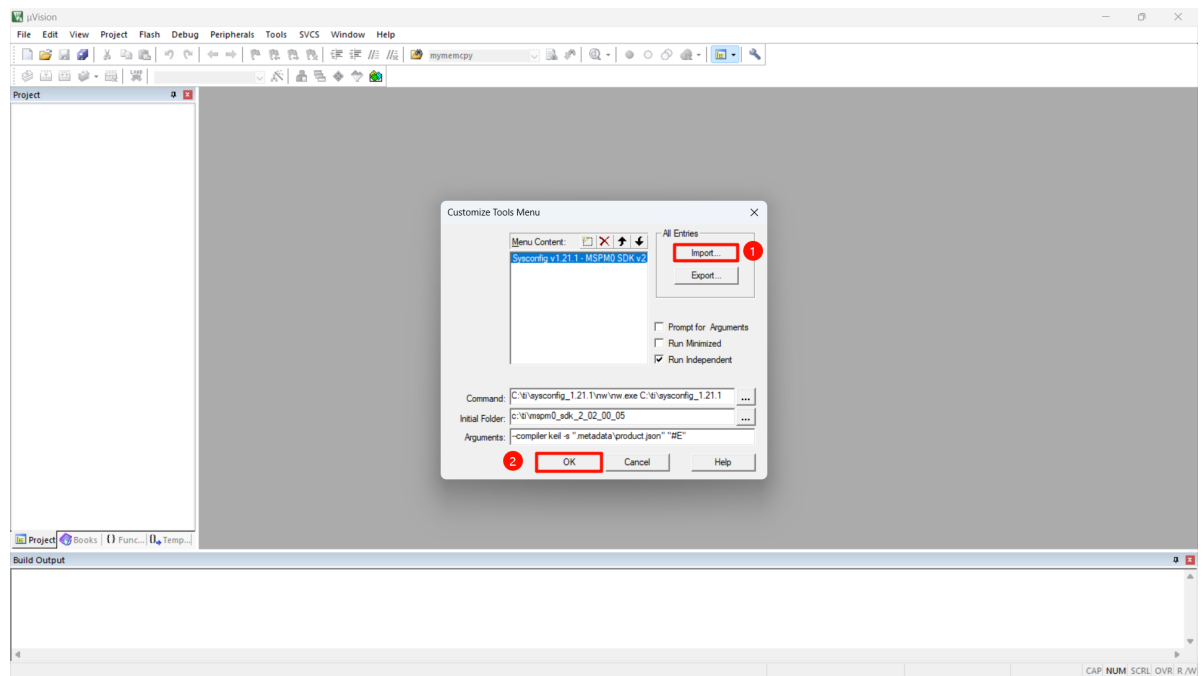 µVision
File Edit View Project Flash Debug Peripherals Tools SVCS Window Help
mymemcpy
Project
Customize Tools Menu
Menu Content:
All Entries
Import...
1
Sysconfig v1.21.1 - MSPM0 SDK v2
Export...
Prompt for Arguments
Run Minimized
Run Independent
Command: C:\ti\sysconfig_1.21.1\nw\nw.exe C:\ti\sysconfig_1.21.1 ...
Initial Folder: c:\ti\mspm0_sdk_2_02_00_05 ...
Arguments: --compiler keil -s ".metadata\product.json" "#E"
2 OK Cancel Help
Project Books {} Func... Temp...
Build Output
CAP NUM SCRL OVR R/W